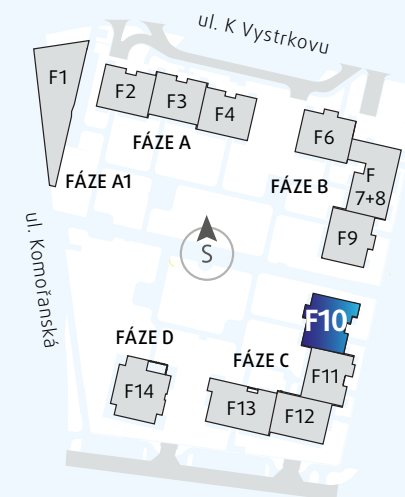 ul. K Vystrkovu
F1
F2
F3
F4
FÁZE A
F6
FÁZE A1
FÁZE B
F
7+8
F9
ul. Komořanská
S
F10
FÁZE D
FÁZE C
F11
F14
F13
F12